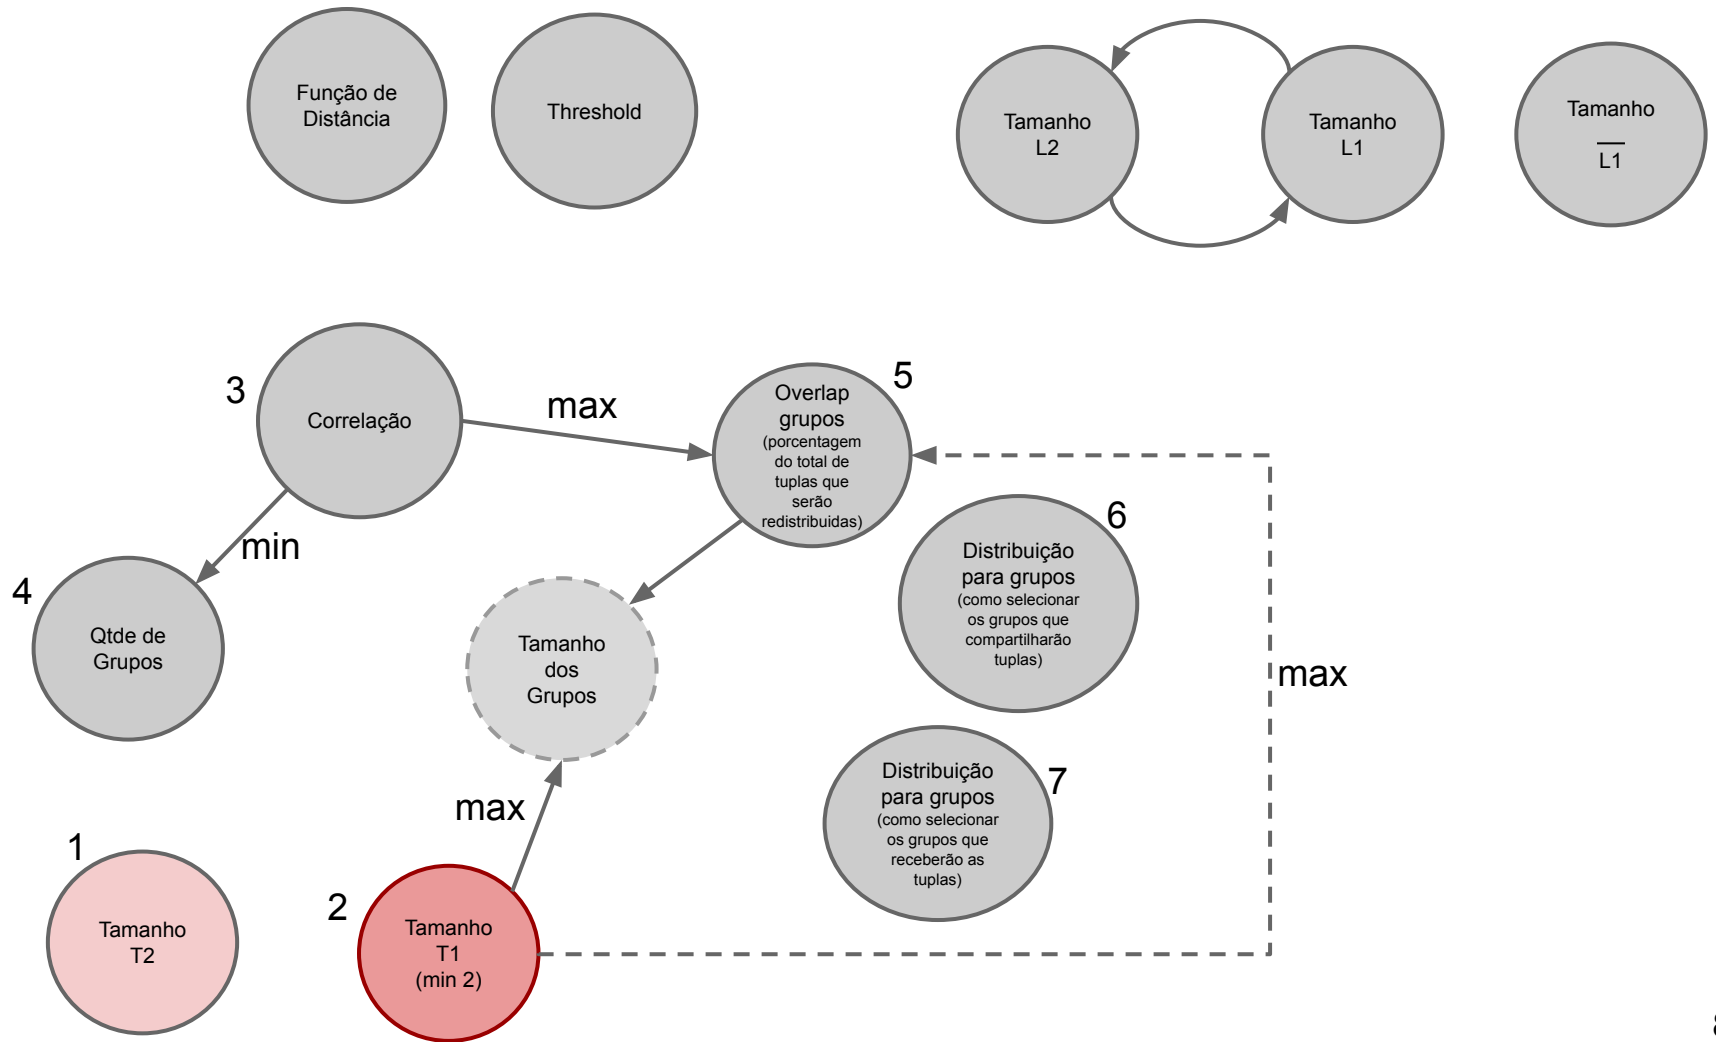 Função de
Distância
Threshold
Tamanho
L2
Tamanho
L1
Tamanho
L1
3
Correlação
max
5
Overlap
grupos
(porcentagem
do total de
tuplas que
serão
redistribuidas)
min
4
Qtde de
Grupos
Tamanho
dos
Grupos
6
Distribuição
para grupos
(como selecionar
os grupos que
compartilharão
tuplas)
max
7
Distribuição
para grupos
(como selecionar
os grupos que
receberão as
tuplas)
max
1
Tamanho
T2
2
Tamanho
T1
(min 2)